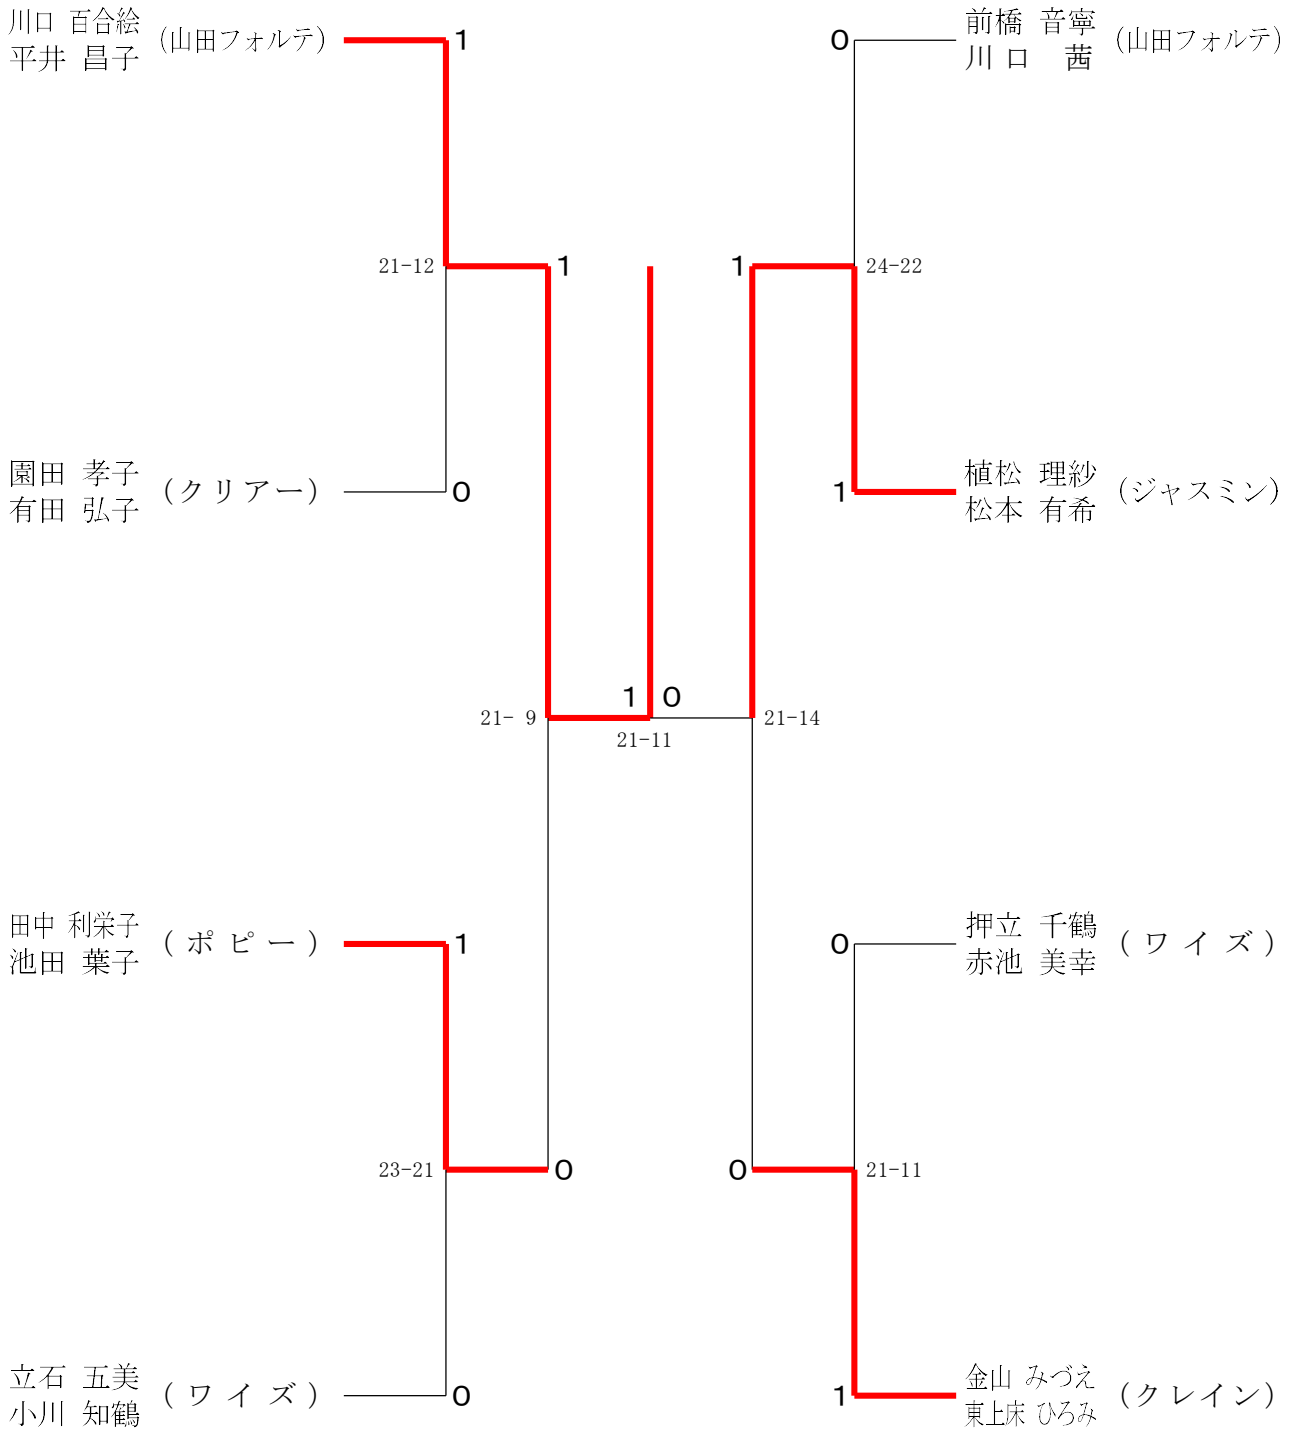 川口 百合絵
平井 昌子
(山田フォルテ)
1
21-12
園田 孝子
有田 弘子
(クリアー)
0
1
21- 9
田中 利栄子
池田 葉子
(ポピー)
1
23-21
0
立石 五美
小川 知鶴
(ワイズ)
0
1 0
21-11
0
前橋 音寧
川口 茜
(山田フォルテ)
1
24-22
1
植松 理紗
松本 有希
(ジャスミン)
21-14
0
押立 千鶴
赤池 美幸
(ワイズ)
0
21-11
1
金山 みづえ
東上床 ひろみ
(クレイン)